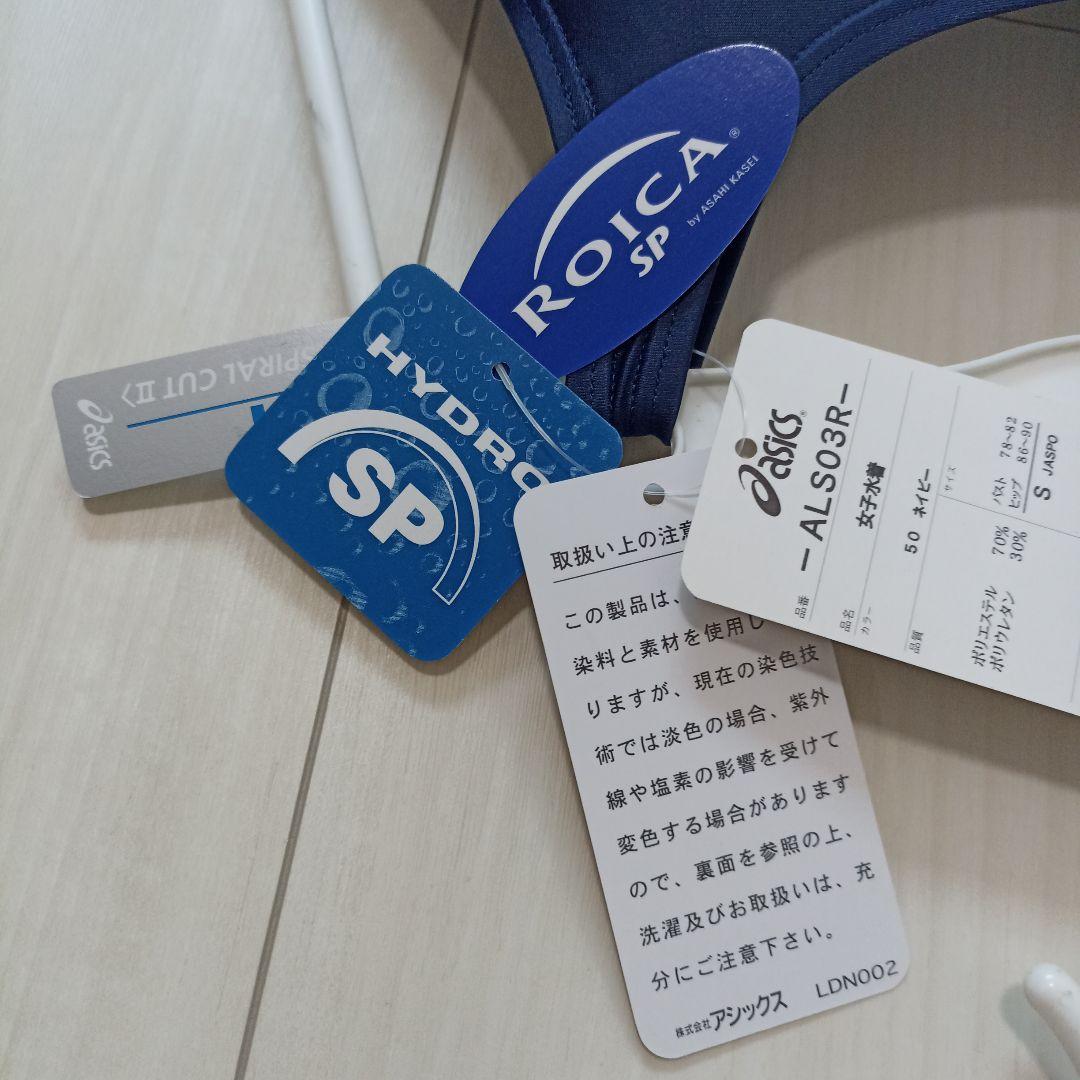 ROICA®
SP
by ASAHI KASEI
SPIRAL CUT II〉
asics
HYDRO
SP
asics®
品番 ーALS03Rー
品名 女子水着
カラー 50 ネイビー
サイズ
バスト 78~82
ヒップ 86~90
S JASPO
品質
ポリエステル 70%
ポリウレタン 30%
取扱い上の注意
この製品は、
染料と素材を使用し
りますが、現在の染色技
術では淡色の場合、紫外
線や塩素の影響を受けて
変色する場合があります
ので、裏面を参照の上、
洗濯及びお取扱いは、充
分にご注意下さい。
株式会社アシックス LDN002